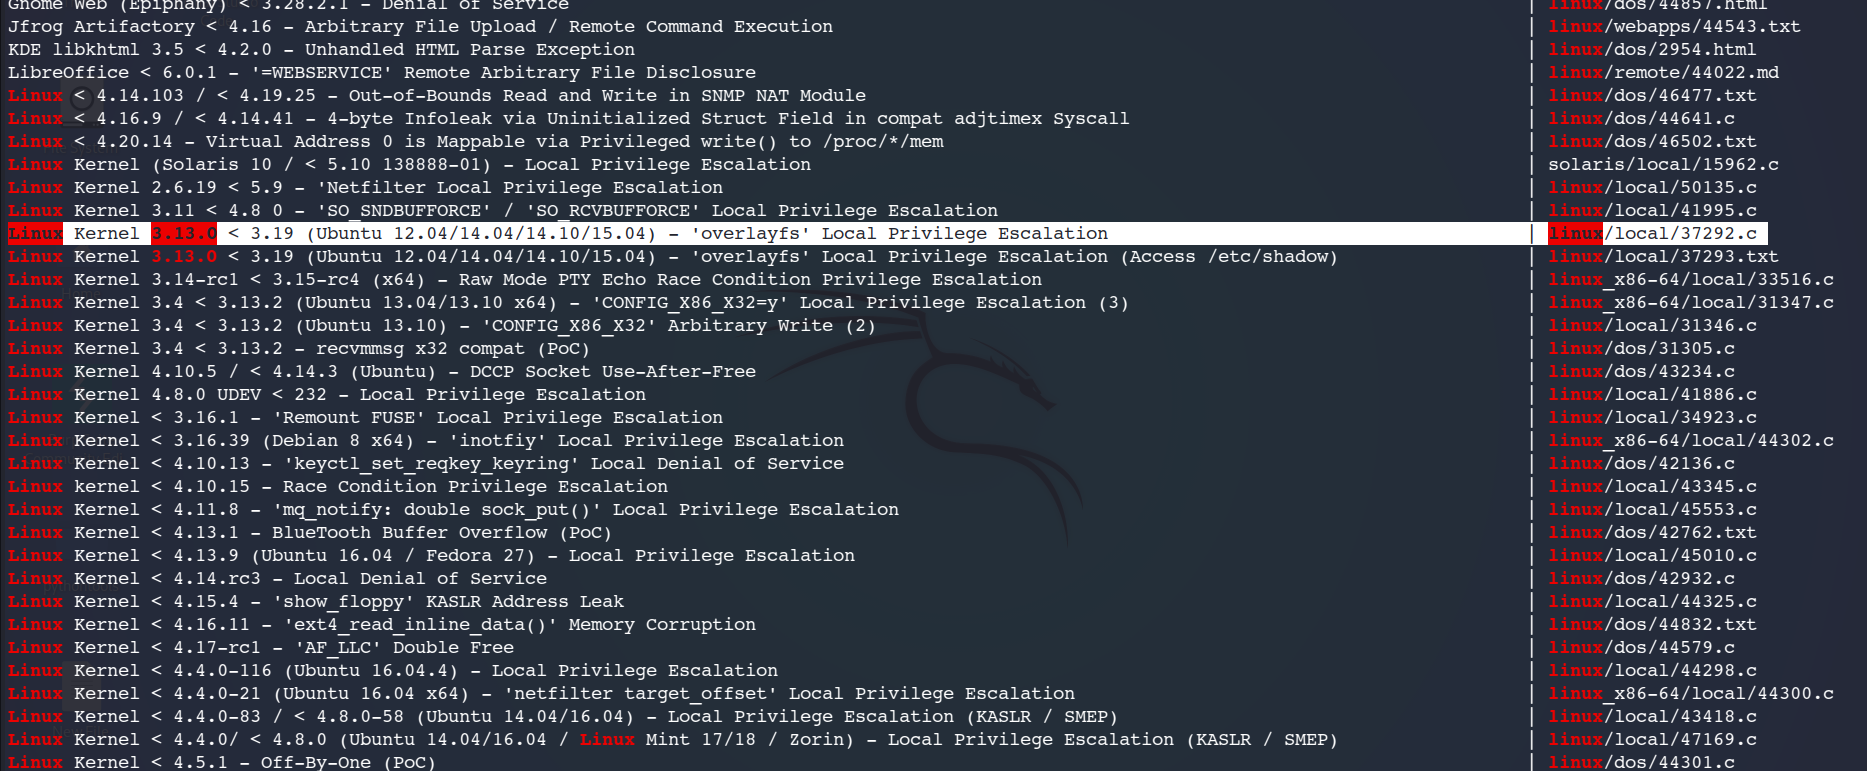 Gnome Web (Epiphany) < 3.28.2.1 - Denial of Service | linux/dos/44857.html
Jfrog Artifactory < 4.16 - Arbitrary File Upload / Remote Command Execution | linux/webapps/44543.txt
KDE libkhtml 3.5 < 4.2.0 - Unhandled HTML Parse Exception | linux/dos/2954.html
LibreOffice < 6.0.1 - '=WEBSERVICE' Remote Arbitrary File Disclosure | linux/remote/44022.md
Linux < 4.14.103 / < 4.19.25 - Out-of-Bounds Read and Write in SNMP NAT Module | linux/dos/46477.txt
Linux < 4.16.9 / < 4.14.41 - 4-byte Infoleak via Uninitialized Struct Field in compat adjtimex Syscall | linux/dos/44641.c
Linux < 4.20.14 - Virtual Address 0 is Mappable via Privileged write() to /proc/*/mem | linux/dos/46502.txt
Linux Kernel (Solaris 10 / < 5.10 138888-01) - Local Privilege Escalation | solaris/local/15962.c
Linux Kernel 2.6.19 < 5.9 - 'Netfilter Local Privilege Escalation | linux/local/50135.c
Linux Kernel 3.11 < 4.8 0 - 'SO_SNDBUFFORCE' / 'SO_RCVBUFFORCE' Local Privilege Escalation | linux/local/41995.c
Linux Kernel 3.13.0 < 3.19 (Ubuntu 12.04/14.04/14.10/15.04) - 'overlayfs' Local Privilege Escalation | linux/local/37292.c
Linux Kernel 3.13.0 < 3.19 (Ubuntu 12.04/14.04/14.10/15.04) - 'overlayfs' Local Privilege Escalation (Access /etc/shadow) | linux/local/37293.txt
Linux Kernel 3.14-rc1 < 3.15-rc4 (x64) - Raw Mode PTY Echo Race Condition Privilege Escalation | linux_x86-64/local/33516.c
Linux Kernel 3.4 < 3.13.2 (Ubuntu 13.04/13.10 x64) - 'CONFIG_X86_X32=y' Local Privilege Escalation (3) | linux_x86-64/local/31347.c
Linux Kernel 3.4 < 3.13.2 (Ubuntu 13.10) - 'CONFIG_X86_X32' Arbitrary Write (2) | linux/local/31346.c
Linux Kernel 3.4 < 3.13.2 - recvmmsg x32 compat (PoC) | linux/dos/31305.c
Linux Kernel 4.10.5 / < 4.14.3 (Ubuntu) - DCCP Socket Use-After-Free | linux/dos/43234.c
Linux Kernel 4.8.0 UDEV < 232 - Local Privilege Escalation | linux/local/41886.c
Linux Kernel < 3.16.1 - 'Remount FUSE' Local Privilege Escalation | linux/local/34923.c
Linux Kernel < 3.16.39 (Debian 8 x64) - 'inotfiy' Local Privilege Escalation | linux_x86-64/local/44302.c
Linux Kernel < 4.10.13 - 'keyctl_set_reqkey_keyring' Local Denial of Service | linux/dos/42136.c
Linux kernel < 4.10.15 - Race Condition Privilege Escalation | linux/local/43345.c
Linux Kernel < 4.11.8 - 'mq_notify: double sock_put()' Local Privilege Escalation | linux/local/45553.c
Linux Kernel < 4.13.1 - BlueTooth Buffer Overflow (PoC) | linux/dos/42762.txt
Linux Kernel < 4.13.9 (Ubuntu 16.04 / Fedora 27) - Local Privilege Escalation | linux/local/45010.c
Linux Kernel < 4.14.rc3 - Local Denial of Service | linux/dos/42932.c
Linux Kernel < 4.15.4 - 'show_floppy' KASLR Address Leak | linux/local/44325.c
Linux Kernel < 4.16.11 - 'ext4_read_inline_data()' Memory Corruption | linux/dos/44832.txt
Linux Kernel < 4.17-rc1 - 'AF_LLC' Double Free | linux/dos/44579.c
Linux Kernel < 4.4.0-116 (Ubuntu 16.04.4) - Local Privilege Escalation | linux/local/44298.c
Linux Kernel < 4.4.0-21 (Ubuntu 16.04 x64) - 'netfilter target_offset' Local Privilege Escalation | linux_x86-64/local/44300.c
Linux Kernel < 4.4.0-83 / < 4.8.0-58 (Ubuntu 14.04/16.04) - Local Privilege Escalation (KASLR / SMEP) | linux/local/43418.c
Linux Kernel < 4.4.0/ < 4.8.0 (Ubuntu 14.04/16.04 / Linux Mint 17/18 / Zorin) - Local Privilege Escalation (KASLR / SMEP) | linux/local/47169.c
Linux Kernel < 4.5.1 - Off-By-One (PoC) | linux/dos/44301.c